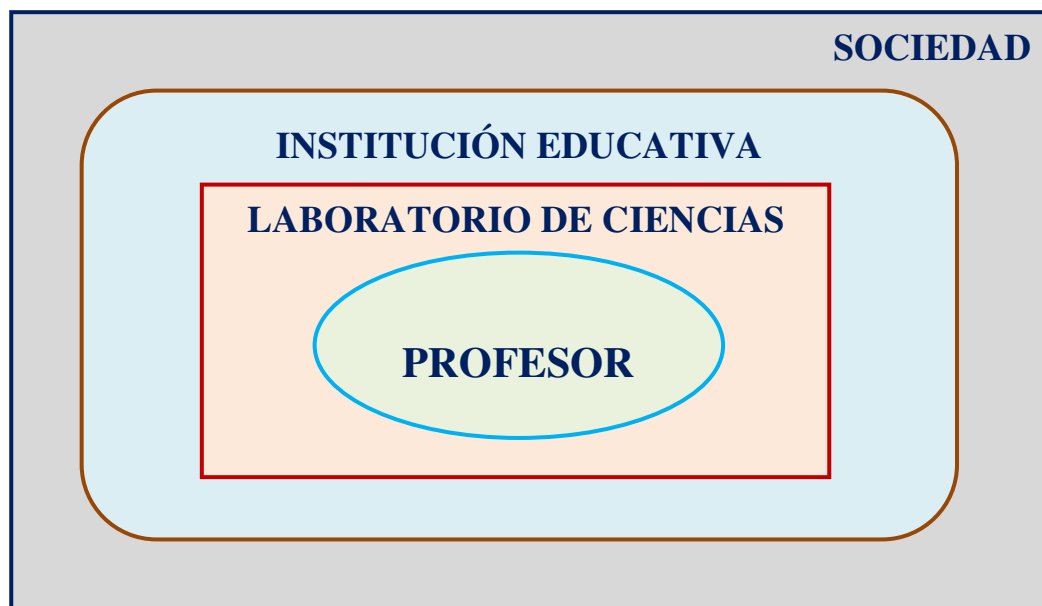 SOCIEDAD
INSTITUCIÓN EDUCATIVA
LABORATORIO DE CIENCIAS
PROFESOR